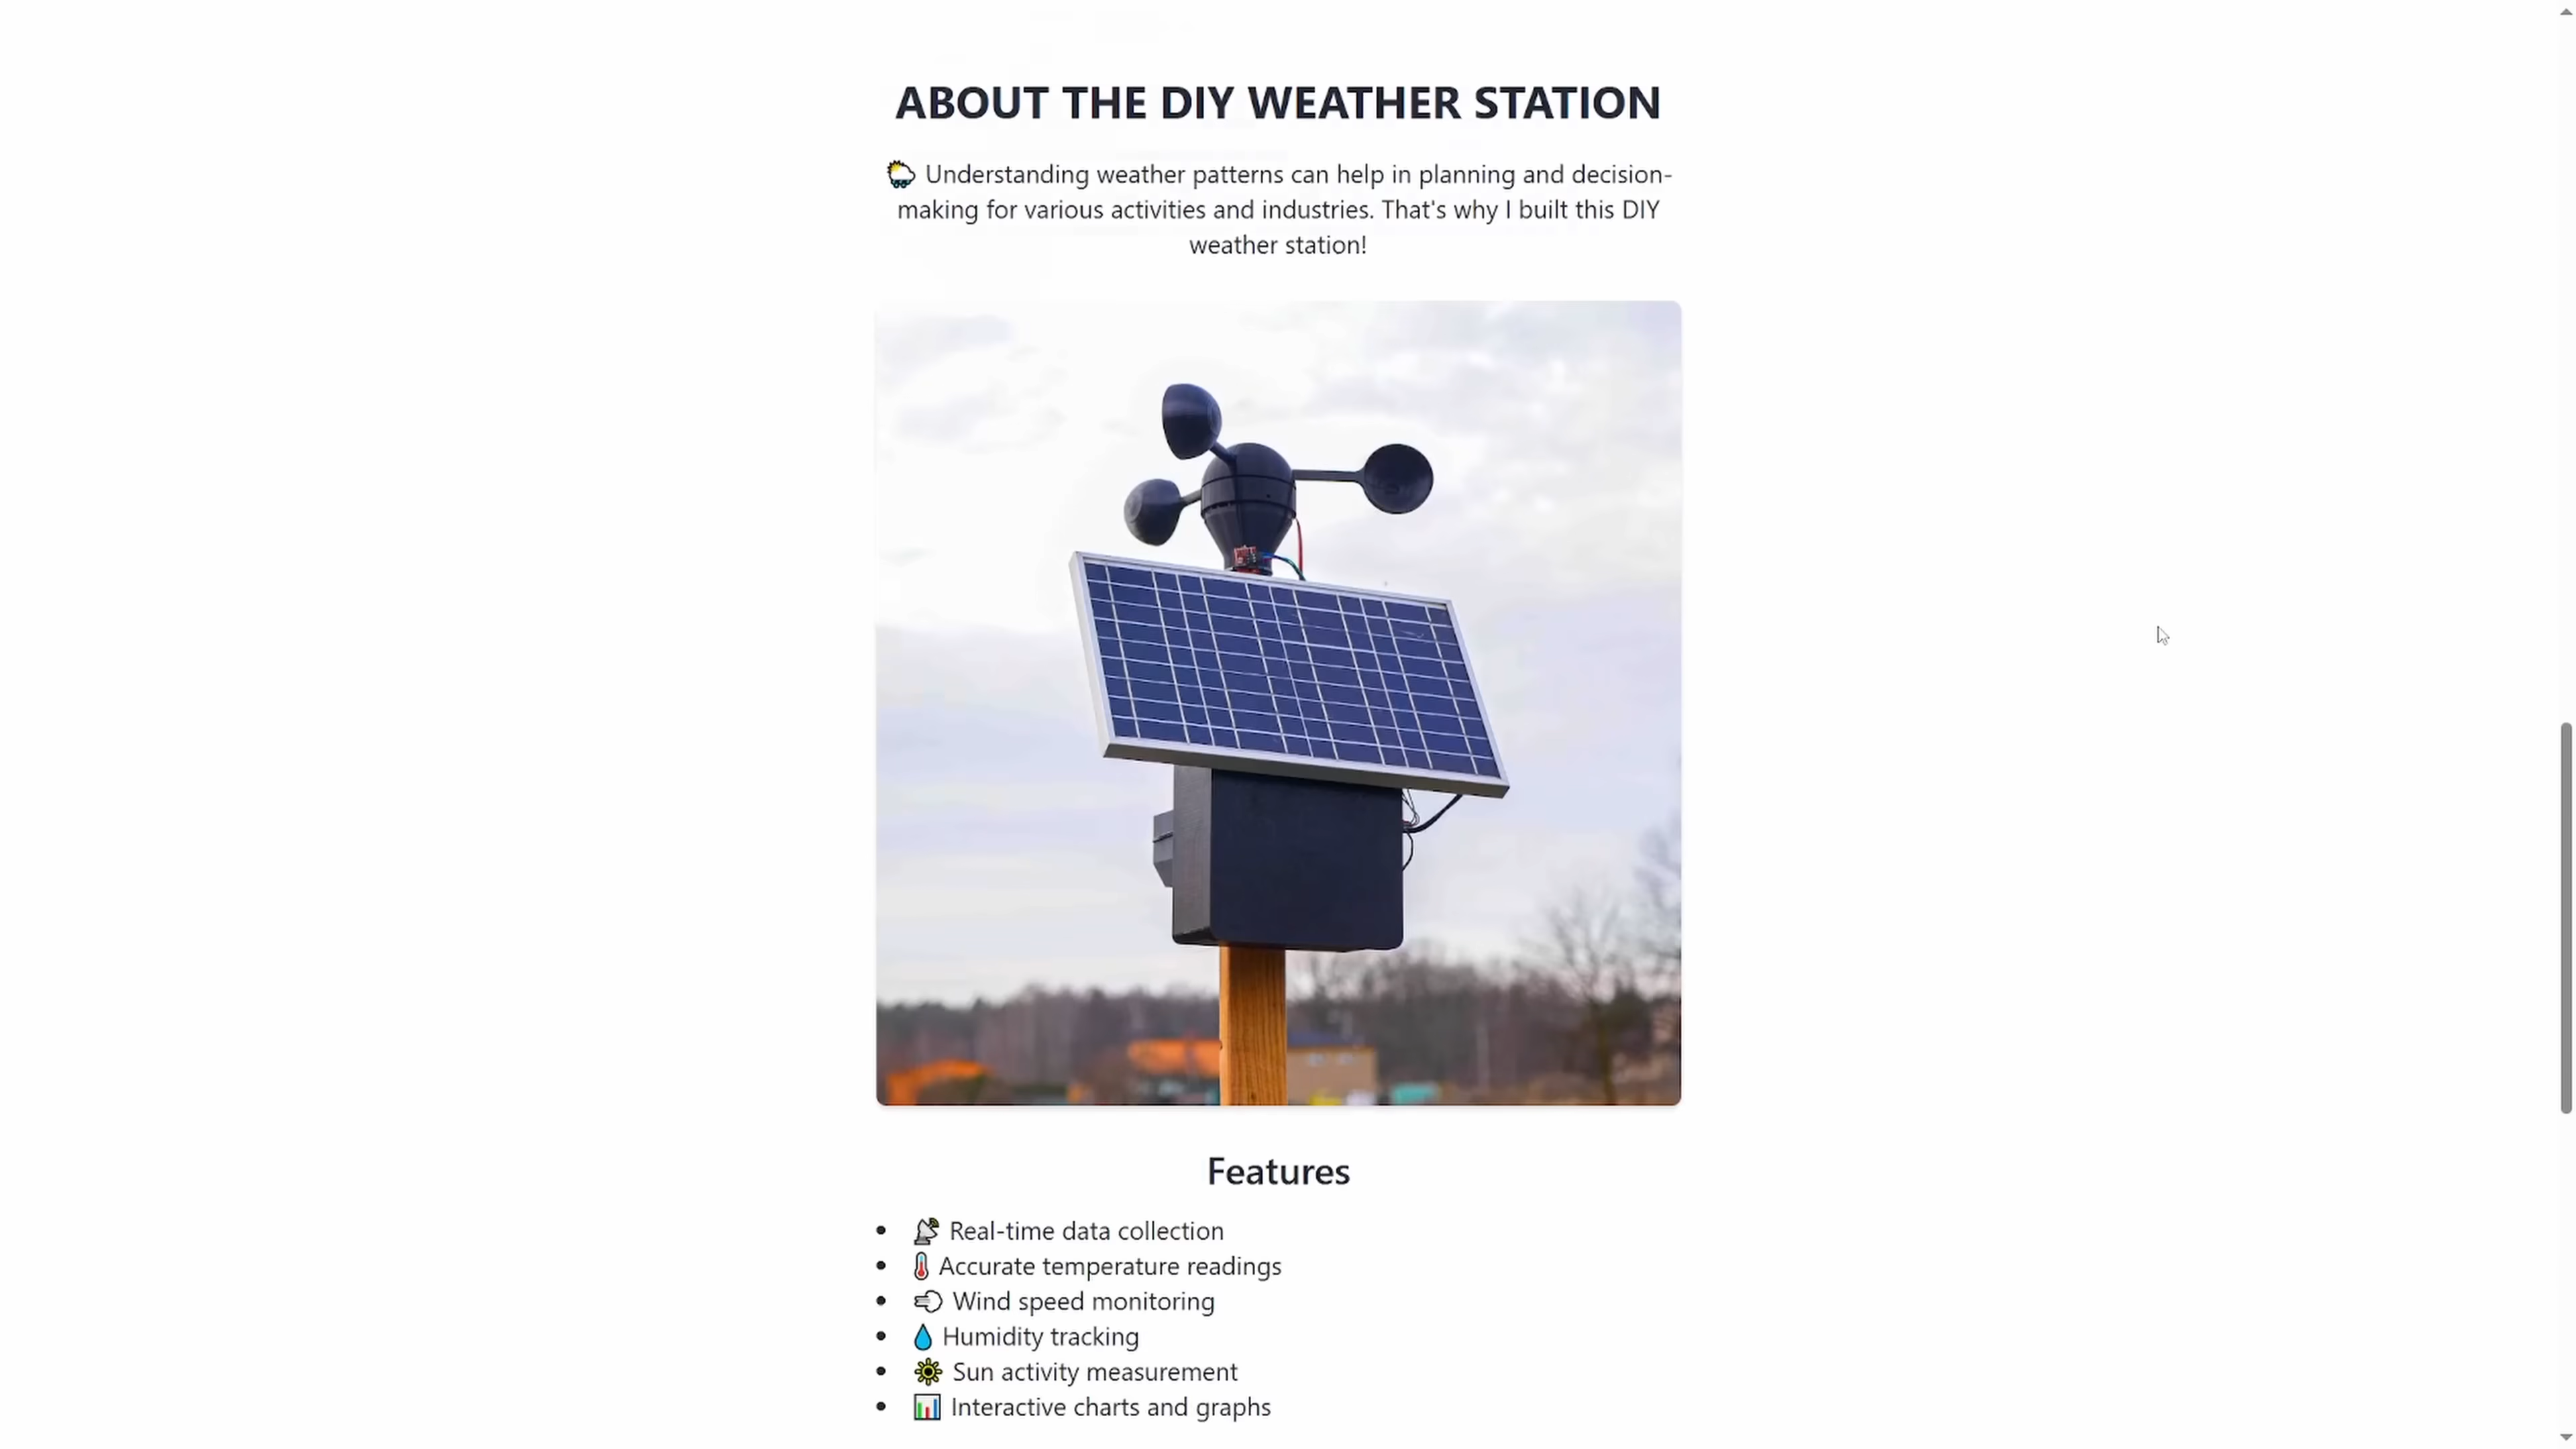 ABOUT THE DIY WEATHER STATION
🌦 Understanding weather patterns can help in planning and decision-
making for various activities and industries. That's why I built this DIY
weather station!
Features
• 📡 Real-time data collection
• 🌡 Accurate temperature readings
• 💨 Wind speed monitoring
• 💧 Humidity tracking
• ☀ Sun activity measurement
• 📊 Interactive charts and graphs